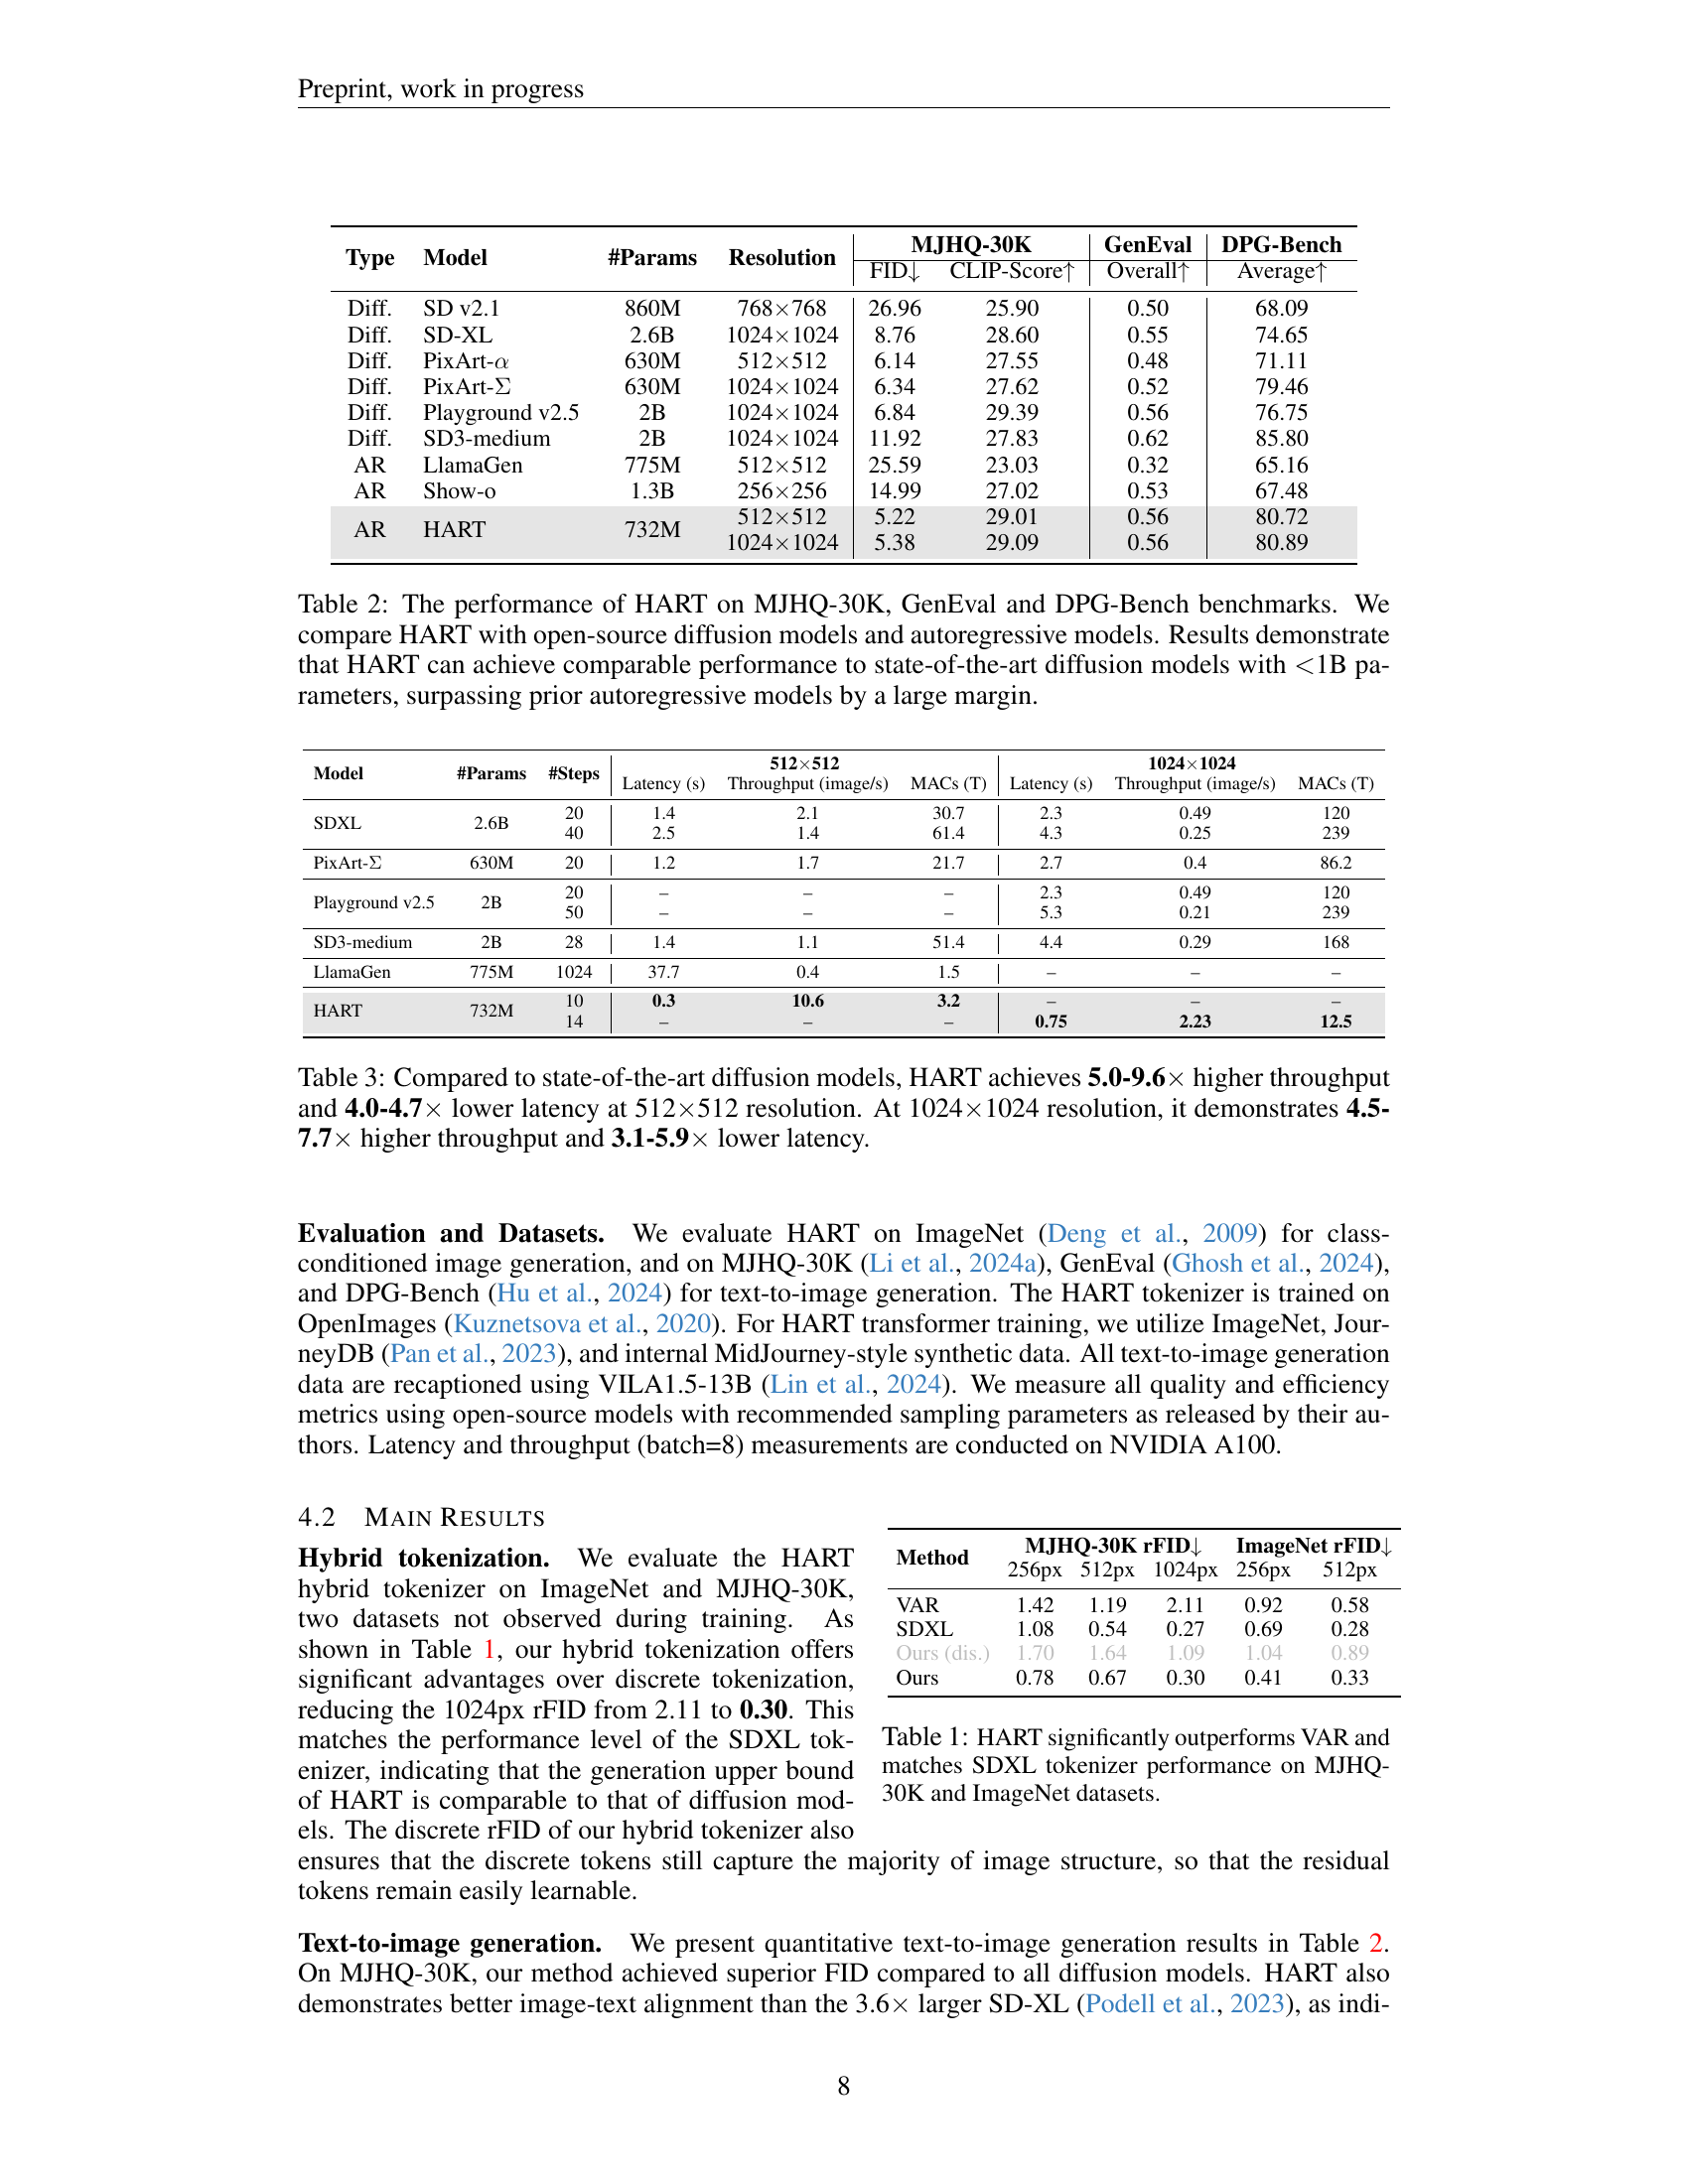 Preprint, work in progress
Type Model #Params Resolution MJHQ-30K GenEval DPG-Bench
FID↓ CLIP-Score↑ Overall↑ Average↑
Diff. SD v2.1 860M 768×768 26.96 25.90 0.50 68.09
Diff. SD-XL 2.6B 1024×1024 8.76 28.60 0.55 74.65
Diff. PixArt-α 630M 512×512 6.14 27.55 0.48 71.11
Diff. PixArt-Σ 630M 1024×1024 6.34 27.62 0.52 79.46
Diff. Playground v2.5 2B 1024×1024 6.84 29.39 0.56 76.75
Diff. SD3-medium 2B 1024×1024 11.92 27.83 0.62 85.80
AR LlamaGen 775M 512×512 25.59 23.03 0.32 65.16
AR Show-o 1.3B 256×256 14.99 27.02 0.53 67.48
AR HART 732M 512×512 5.22 29.01 0.56 80.72
1024×1024 5.38 29.09 0.56 80.89
Table 2: The performance of HART on MJHQ-30K, GenEval and DPG-Bench benchmarks. We
compare HART with open-source diffusion models and autoregressive models. Results demonstrate
that HART can achieve comparable performance to state-of-the-art diffusion models with <1B pa-
rameters, surpassing prior autoregressive models by a large margin.
Model #Params #Steps 512×512 1024×1024
Latency (s) Throughput (image/s) MACs (T) Latency (s) Throughput (image/s) MACs (T)
SDXL 2.6B 20 1.4 2.1 30.7 2.3 0.49 120
40 2.5 1.4 61.4 4.3 0.25 239
PixArt-Σ 630M 20 1.2 1.7 21.7 2.7 0.4 86.2
Playground v2.5 2B 20 – – – 2.3 0.49 120
50 – – – 5.3 0.21 239
SD3-medium 2B 28 1.4 1.1 51.4 4.4 0.29 168
LlamaGen 775M 1024 37.7 0.4 1.5 – – –
HART 732M 10 0.3 10.6 3.2 – – –
14 – – – 0.75 2.23 12.5
Table 3: Compared to state-of-the-art diffusion models, HART achieves 5.0-9.6× higher throughput
and 4.0-4.7× lower latency at 512×512 resolution. At 1024×1024 resolution, it demonstrates 4.5-
7.7× higher throughput and 3.1-5.9× lower latency.
Evaluation and Datasets. We evaluate HART on ImageNet (Deng et al., 2009) for class-
conditioned image generation, and on MJHQ-30K (Li et al., 2024a), GenEval (Ghosh et al., 2024),
and DPG-Bench (Hu et al., 2024) for text-to-image generation. The HART tokenizer is trained on
OpenImages (Kuznetsova et al., 2020). For HART transformer training, we utilize ImageNet, Jour-
neyDB (Pan et al., 2023), and internal MidJourney-style synthetic data. All text-to-image generation
data are recaptioned using VILA1.5-13B (Lin et al., 2024). We measure all quality and efficiency
metrics using open-source models with recommended sampling parameters as released by their au-
thors. Latency and throughput (batch=8) measurements are conducted on NVIDIA A100.
4.2 MAIN RESULTS
Hybrid tokenization. We evaluate the HART
hybrid tokenizer on ImageNet and MJHQ-30K,
two datasets not observed during training. As
shown in Table 1, our hybrid tokenization offers
significant advantages over discrete tokenization,
reducing the 1024px rFID from 2.11 to 0.30. This
matches the performance level of the SDXL tok-
enizer, indicating that the generation upper bound
of HART is comparable to that of diffusion mod-
els. The discrete rFID of our hybrid tokenizer also
ensures that the discrete tokens still capture the majority of image structure, so that the residual
tokens remain easily learnable.
Method MJHQ-30K rFID↓ ImageNet rFID↓
256px 512px 1024px 256px 512px
VAR 1.42 1.19 2.11 0.92 0.58
SDXL 1.08 0.54 0.27 0.69 0.28
Ours (dis.) 1.70 1.64 1.09 1.04 0.89
Ours 0.78 0.67 0.30 0.41 0.33
Table 1: HART significantly outperforms VAR and
matches SDXL tokenizer performance on MJHQ-
30K and ImageNet datasets.
Text-to-image generation. We present quantitative text-to-image generation results in Table 2.
On MJHQ-30K, our method achieved superior FID compared to all diffusion models. HART also
demonstrates better image-text alignment than the 3.6× larger SD-XL (Podell et al., 2023), as indi-
8